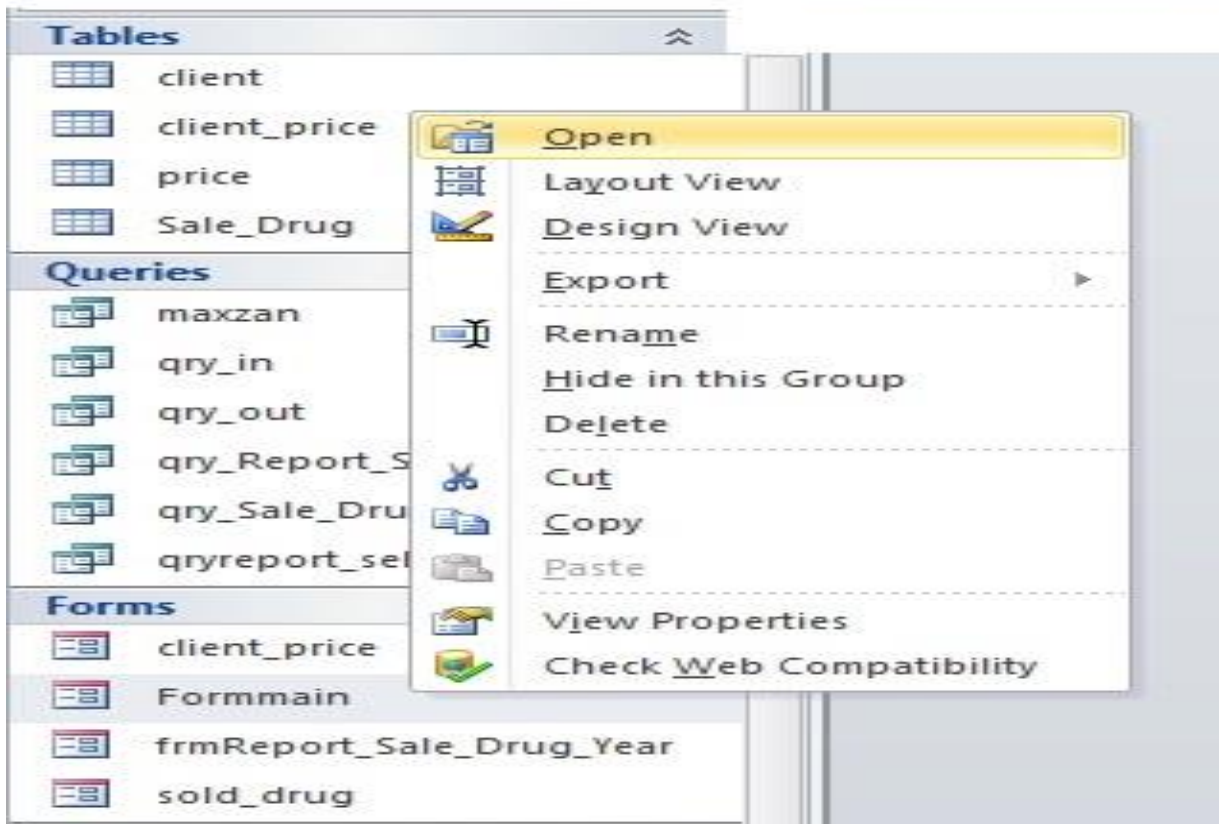 Tables
client
client_price
price
Sale_Drug
Queries
maxzan
qry_in
qry_out
qry_Report_S
qry_Sale_Dru
qryreport_sel
Forms
client_price
Formmain
frmReport_Sale_Drug_Year
sold_drug
Open
Layout View
Design View
Export
Rename
Hide in this Group
Delete
Cut
Copy
Paste
View Properties
Check Web Compatibility